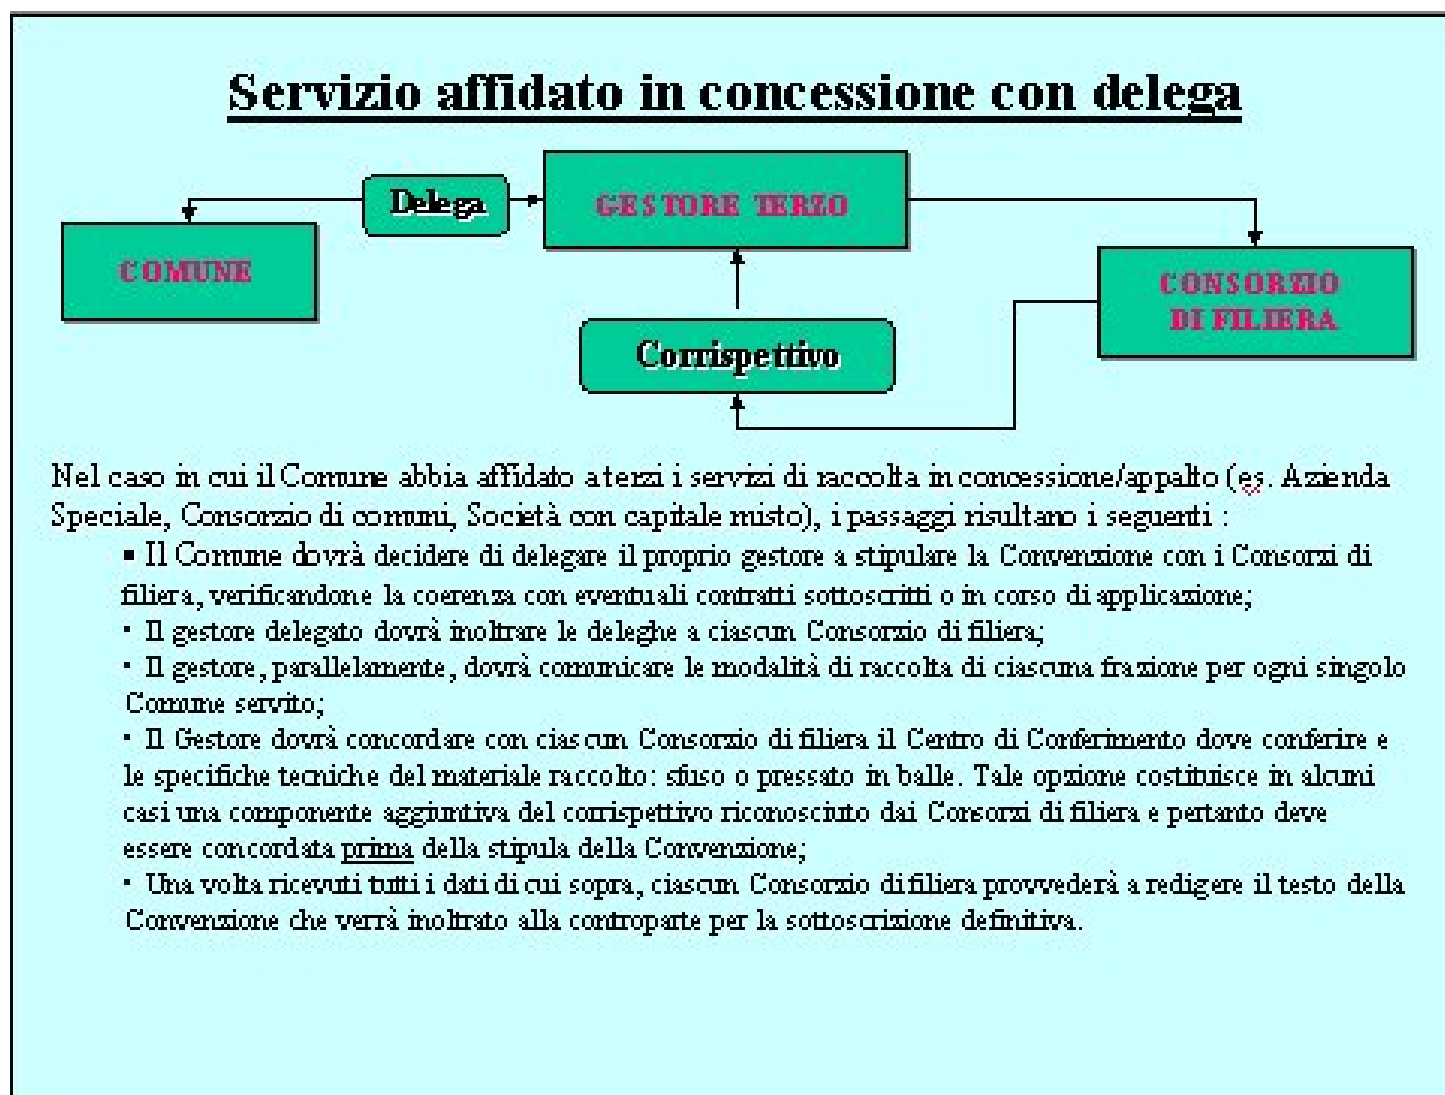 Servizio affidato in concessione con delega
Delega
GESTORE TERZO
COMUNE
CONSORZIO
DI FILIERA
Corrispettivo
Nel caso in cui il Comune abbia affidato a terzi i servizi di raccolta in concessione/appalto (es. Azienda
Speciale, Consorzio di comuni, Società con capitale misto), i passaggi risultano i seguenti :
▪ Il Comune dovrà decidere di delegare il proprio gestore a stipulare la Convenzione con i Consorzi di
filiera, verificandone la coerenza con eventuali contratti sottoscritti o in corso di applicazione;
· Il gestore delegato dovrà inoltrare le deleghe a ciascun Consorzio di filiera;
· Il gestore, parallelamente, dovrà comunicare le modalità di raccolta di ciascuna frazione per ogni singolo
Comune servito;
· Il Gestore dovrà concordare con ciascun Consorzio di filiera il Centro di Conferimento dove conferire e
le specifiche tecniche del materiale raccolto: sfuso o pressato in balle. Tale opzione costituisce in alcuni
casi una componente aggiuntiva del corrispettivo riconosciuto dai Consorzi di filiera e pertanto deve
essere concordata prima della stipula della Convenzione;
· Una volta ricevuti tutti i dati di cui sopra, ciascun Consorzio di filiera provvederà a redigere il testo della
Convenzione che verrà inoltrato alla controparte per la sottoscrizione definitiva.